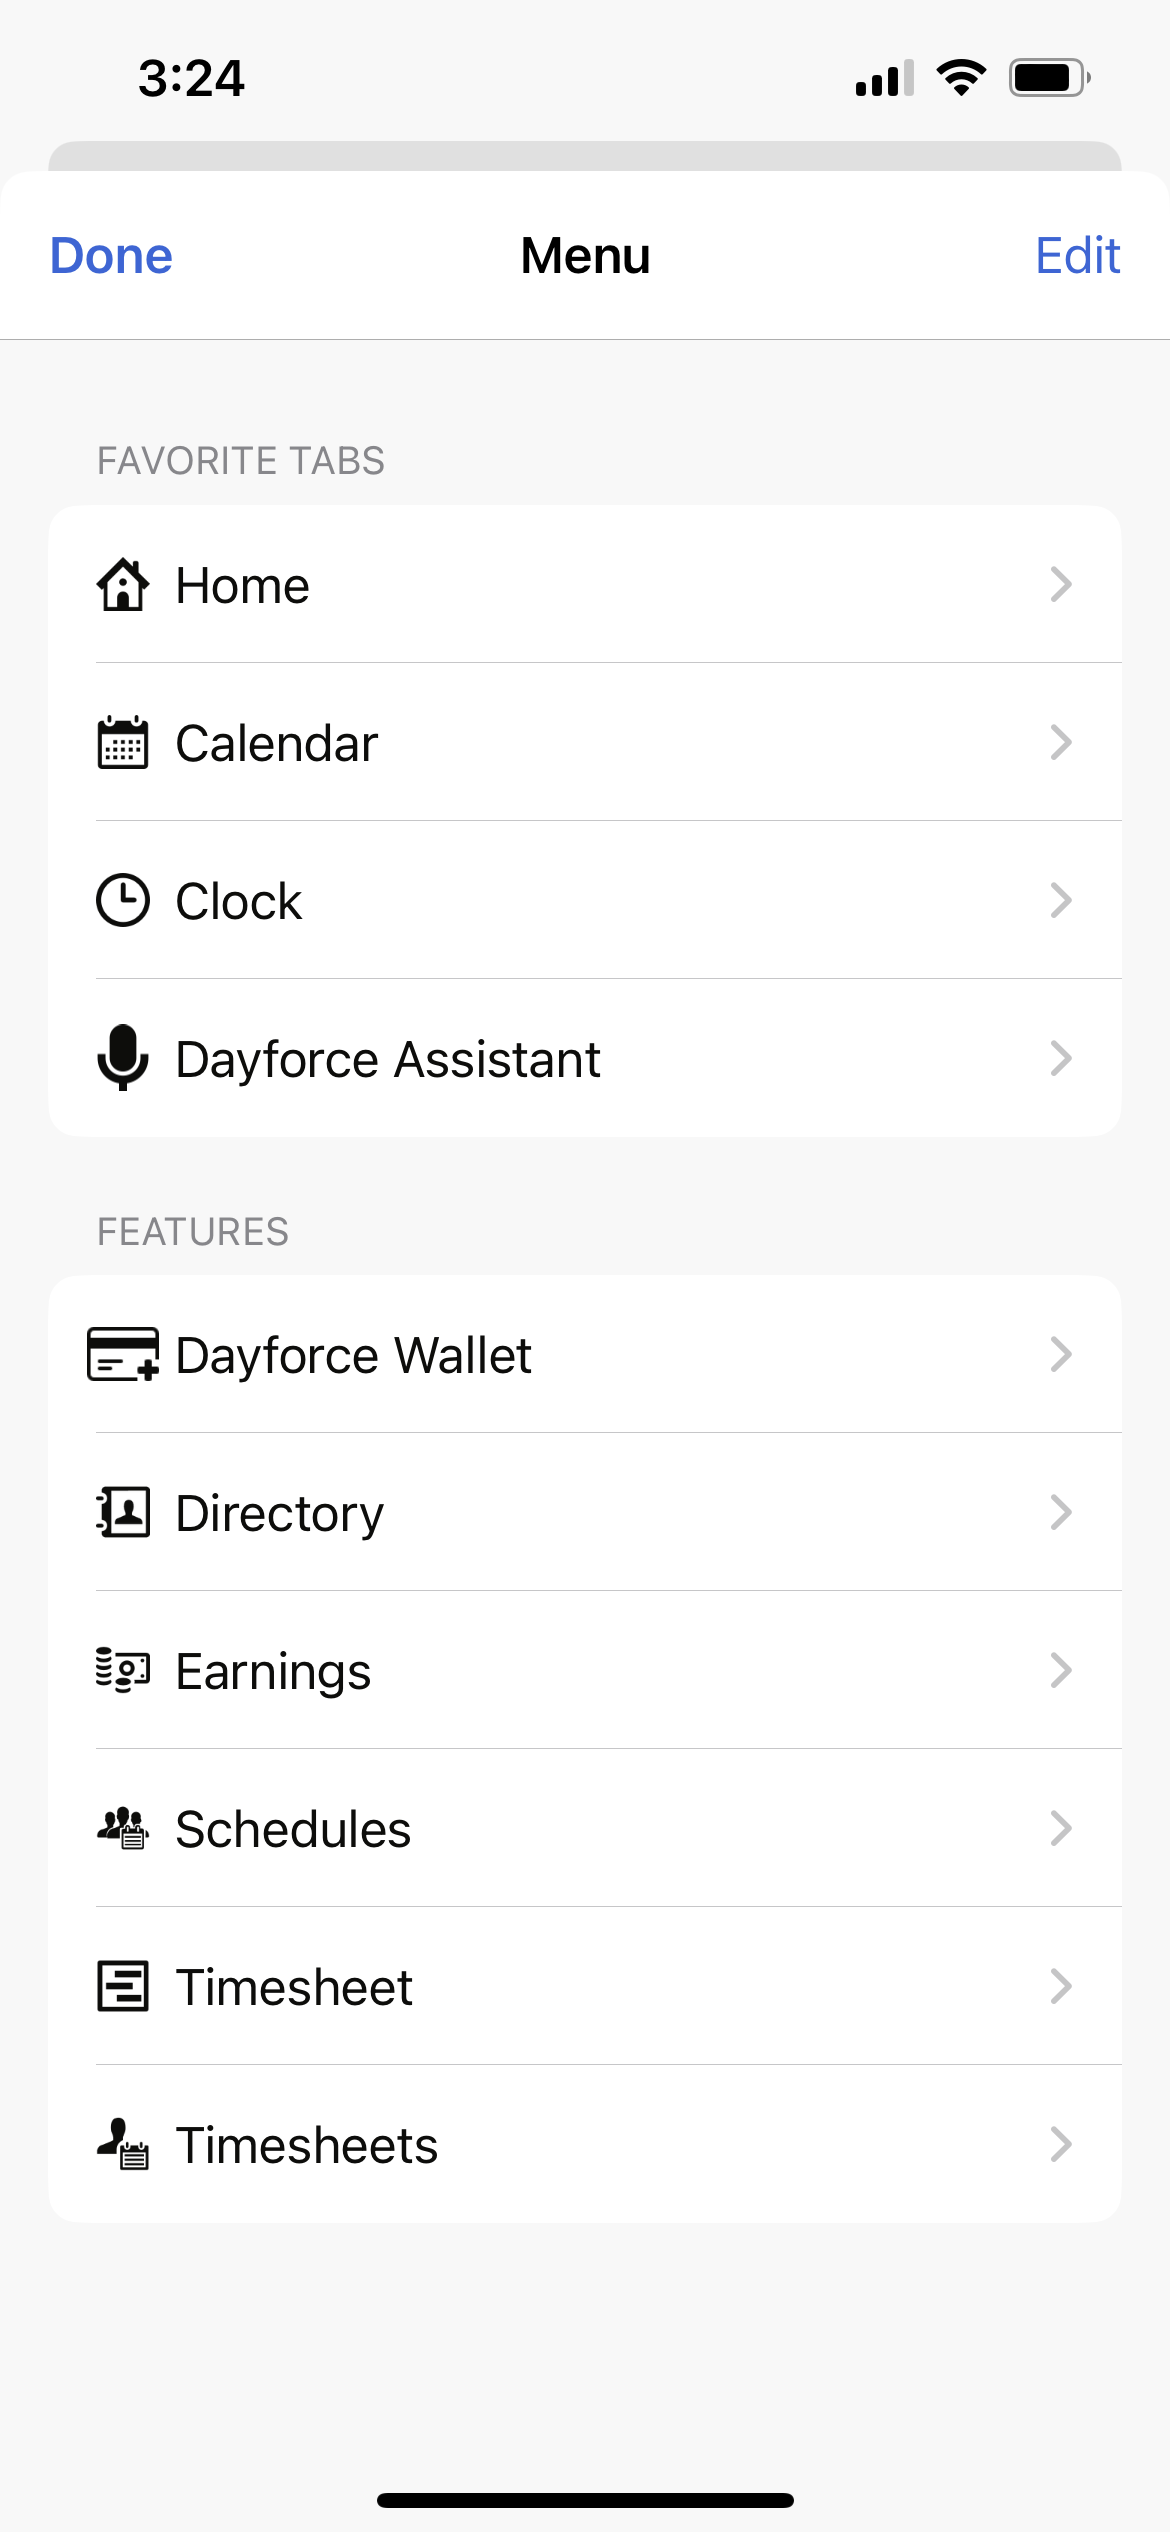 3:24
Done
Menu
Edit
FAVORITE TABS
Home
Calendar
Clock
Dayforce Assistant
FEATURES
Dayforce Wallet
Directory
Earnings
Schedules
Timesheet
Timesheets